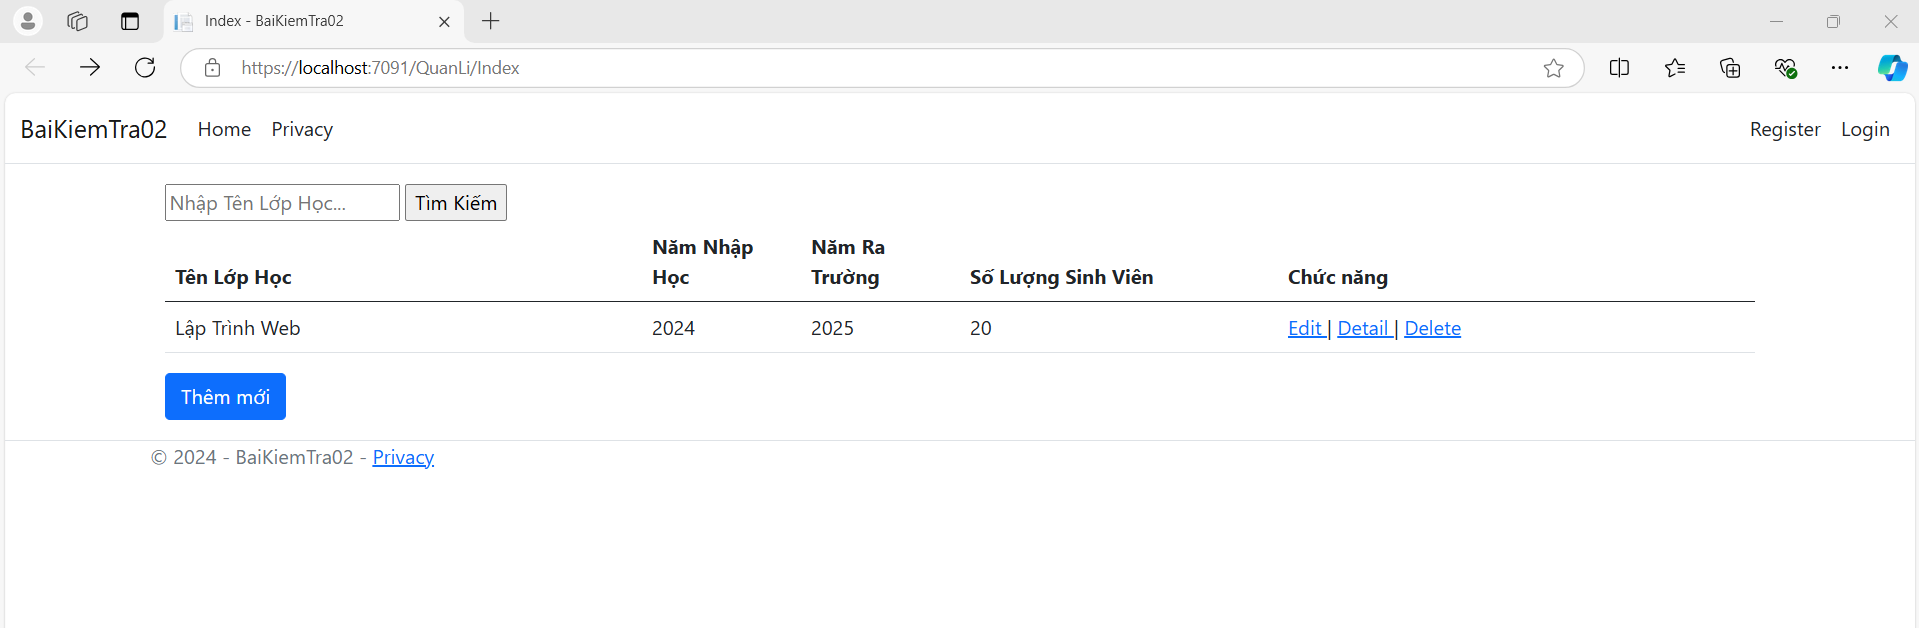 Index - BaiKiemTra02
https://localhost:7091/QuanLi/Index
BaiKiemTra02 Home Privacy Register Login
Nhập Tên Lớp Học... Tìm Kiếm
Tên Lớp Học Năm Nhập Học Năm Ra Trường Số Lượng Sinh Viên Chức năng
Lập Trình Web 2024 2025 20 Edit | Detail | Delete
Thêm mới
© 2024 - BaiKiemTra02 - Privacy